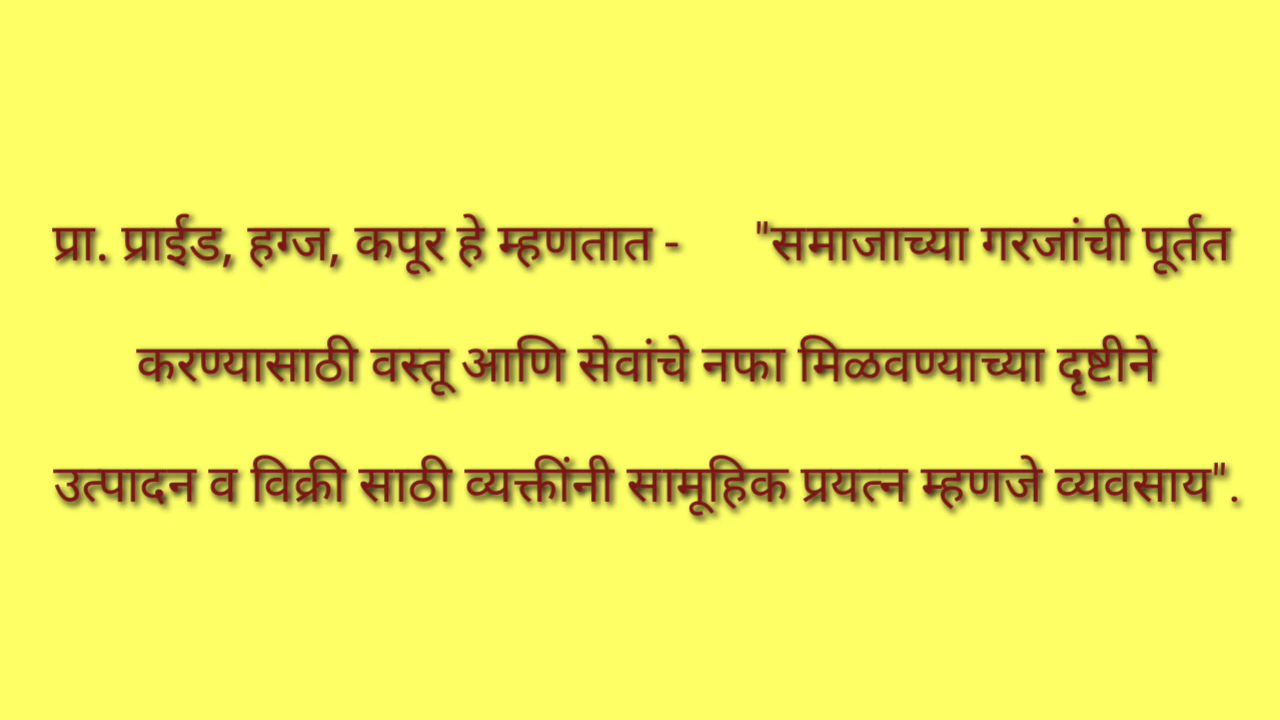 प्रा. प्राईड, हग्ज, कपूर हे म्हणतात - "समाजाच्या गरजांची पूर्तत
करण्यासाठी वस्तू आणि सेवांचे नफा मिळवण्याच्या दृष्टीने
उत्पादन व विक्री साठी व्यक्तींनी सामूहिक प्रयत्न म्हणजे व्यवसाय".